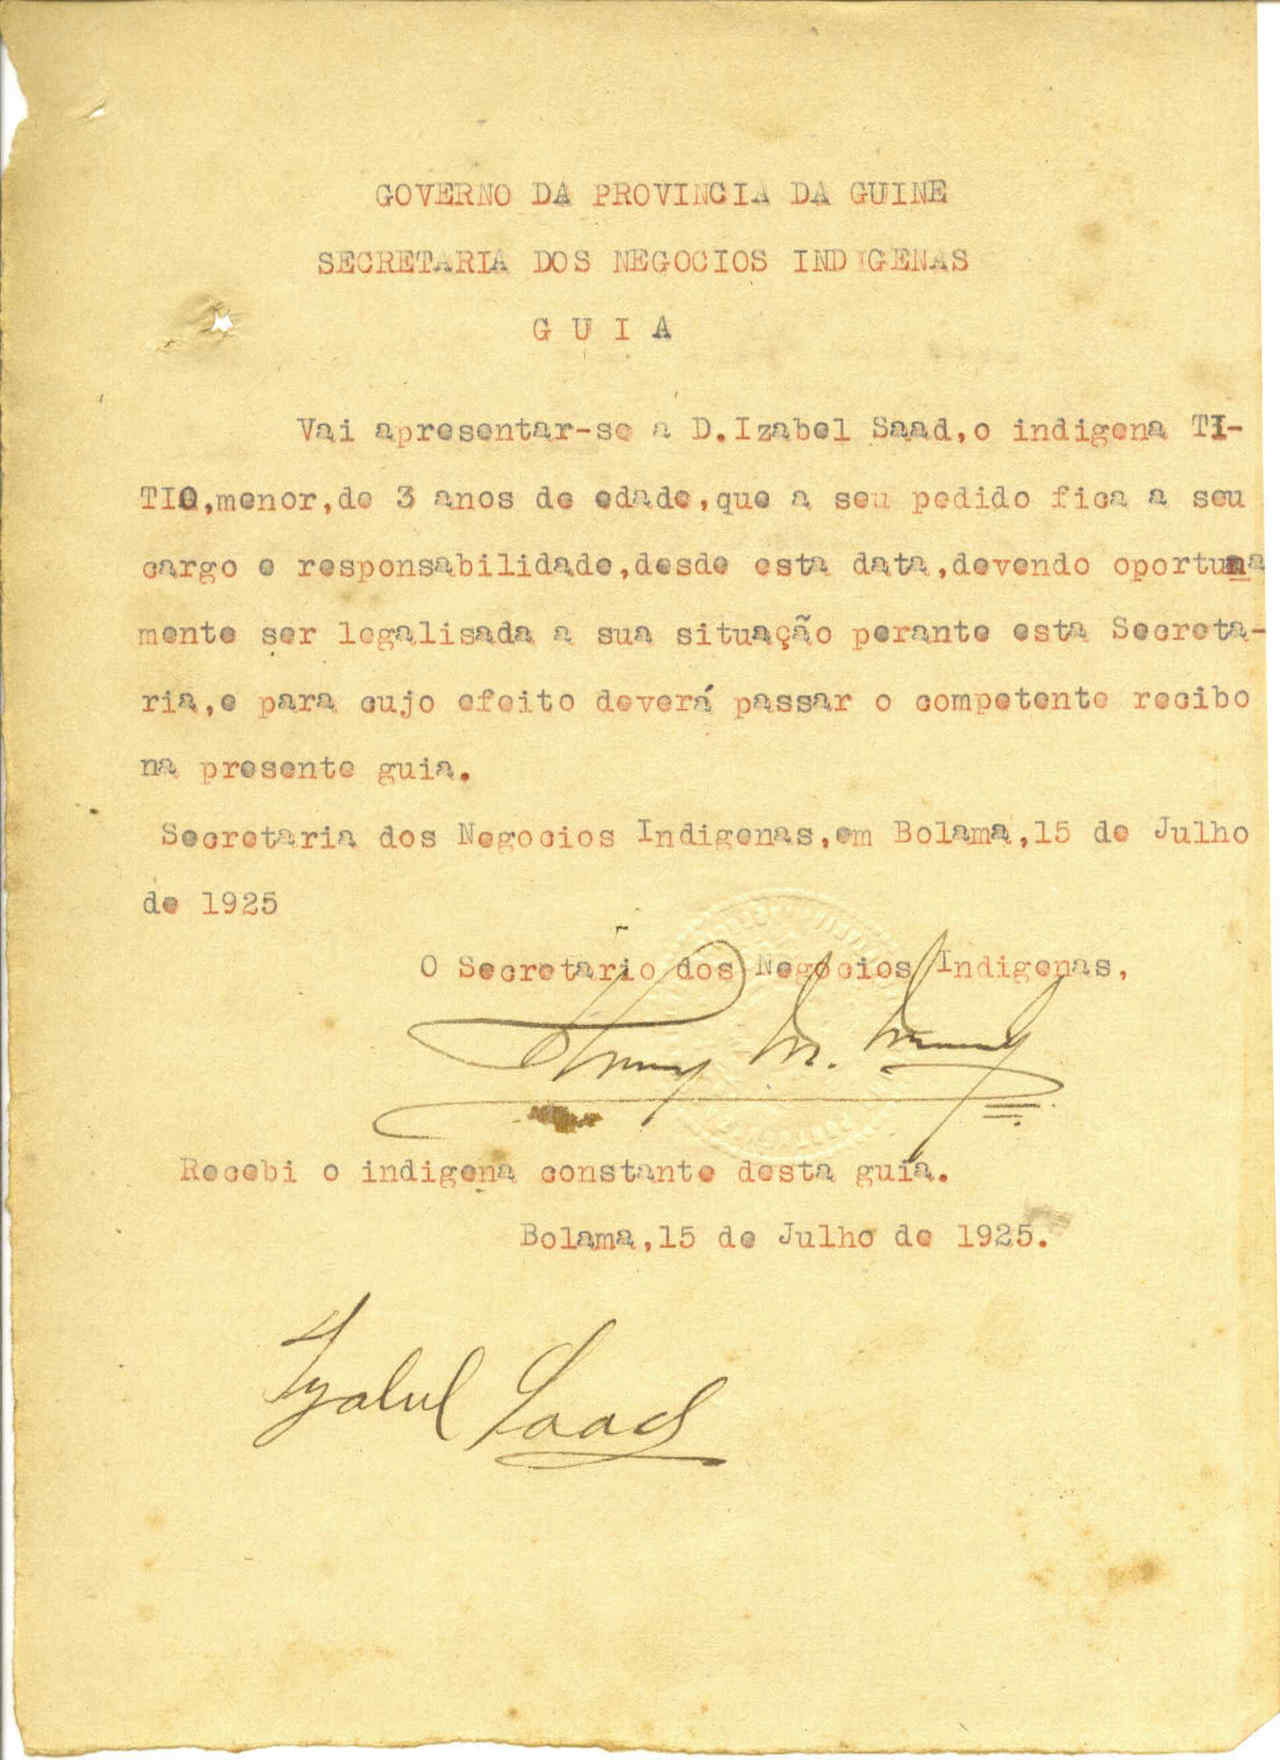 GOVERNO DA PROVINCIA DA GUINE
SECRETARIA DOS NEGOCIOS INDIGENAS
G U I A
Vai apresentar-se a D.Izabel Saad,o indigena TI-
TIO,menor,de 3 anos de edade,que a seu pedido fica a seu
cargo e responsabilidade,desde esta data,devendo oportuna
mente ser legalisada a sua situação perante esta Secreta-
ria,e para cujo efeito deverá passar o competente recibo
na presente guia.
Secretaria dos Negocios Indigenas,em Bolama,15 de Julho
de 1925
O Secretario dos Negocios Indigenas,
Recebi o indigena constante desta guia.
Bolama,15 de Julho de 1925.
Izabel Saad